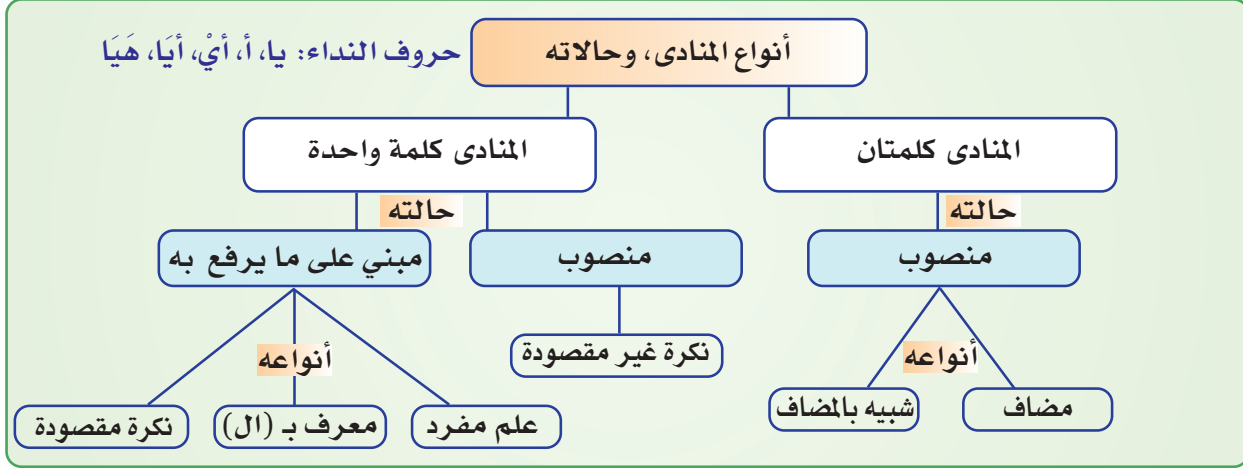 أنواع المنادى، وحالاته
حروف النداء: يا، أ، أيْ، أيَا، هَيَا
المنادى كلمتان
المنادى كلمة واحدة
حالته
حالته
منصوب
منصوب
مبني على ما يرفع به
أنواعه
نكرة غير مقصودة
أنواعه
مضاف
شبيه بالمضاف
علم مفرد
معرف بـ (ال)
نكرة مقصودة